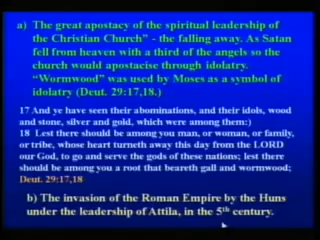 a) The great apostacy of the spiritual leadership of
the Christian Church” - the falling away. As Satan
fell from heaven with a third of the angels so the
church would apostacise through idolatry.
“Wormwood” was used by Moses as a symbol of
idolatry (Deut. 29:17,18.)
17 And ye have seen their abominations, and their idols, wood
and stone, silver and gold, which were among them:)
18 Lest there should be among you man, or woman, or family,
or tribe, whose heart turneth away this day from the LORD
our God, to go and serve the gods of these nations; lest there
should be among you a root that beareth gall and wormwood;
Deut. 29:17,18
b) The invasion of the Roman Empire by the Huns
under the leadership of Attila, in the 5th century.